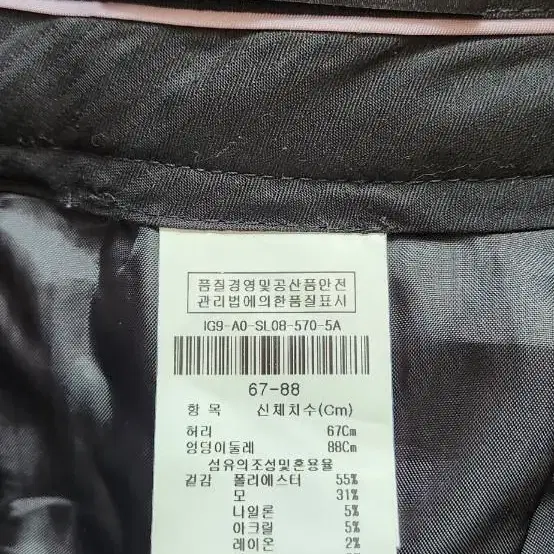 품질경영및공산품안전
관리법에의한품질표시
IG9-A0-SL08-570-5A
67-88
항 목 신체치수(Cm)
허리 67Cm
엉덩이둘레 88Cm
섬유의조성및혼용율
겉감 폴리에스터 55%
모 31%
나일론 5%
아크릴 5%
레이온 2%